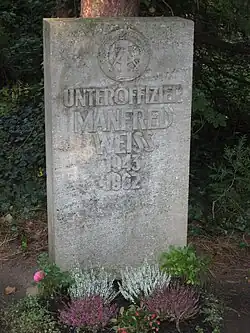 UNTEROFFIZIER
MANFRED
WEISS
1943
1962